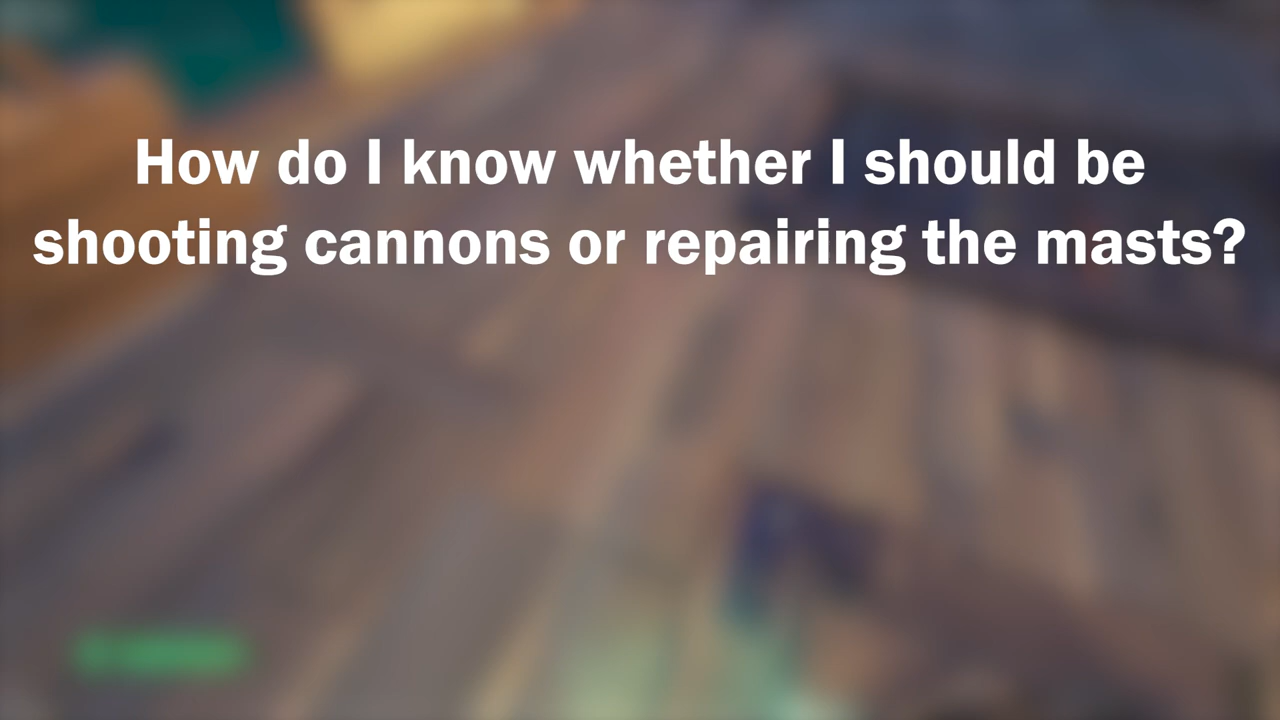 How do I know whether I should be
shooting cannons or repairing the masts?